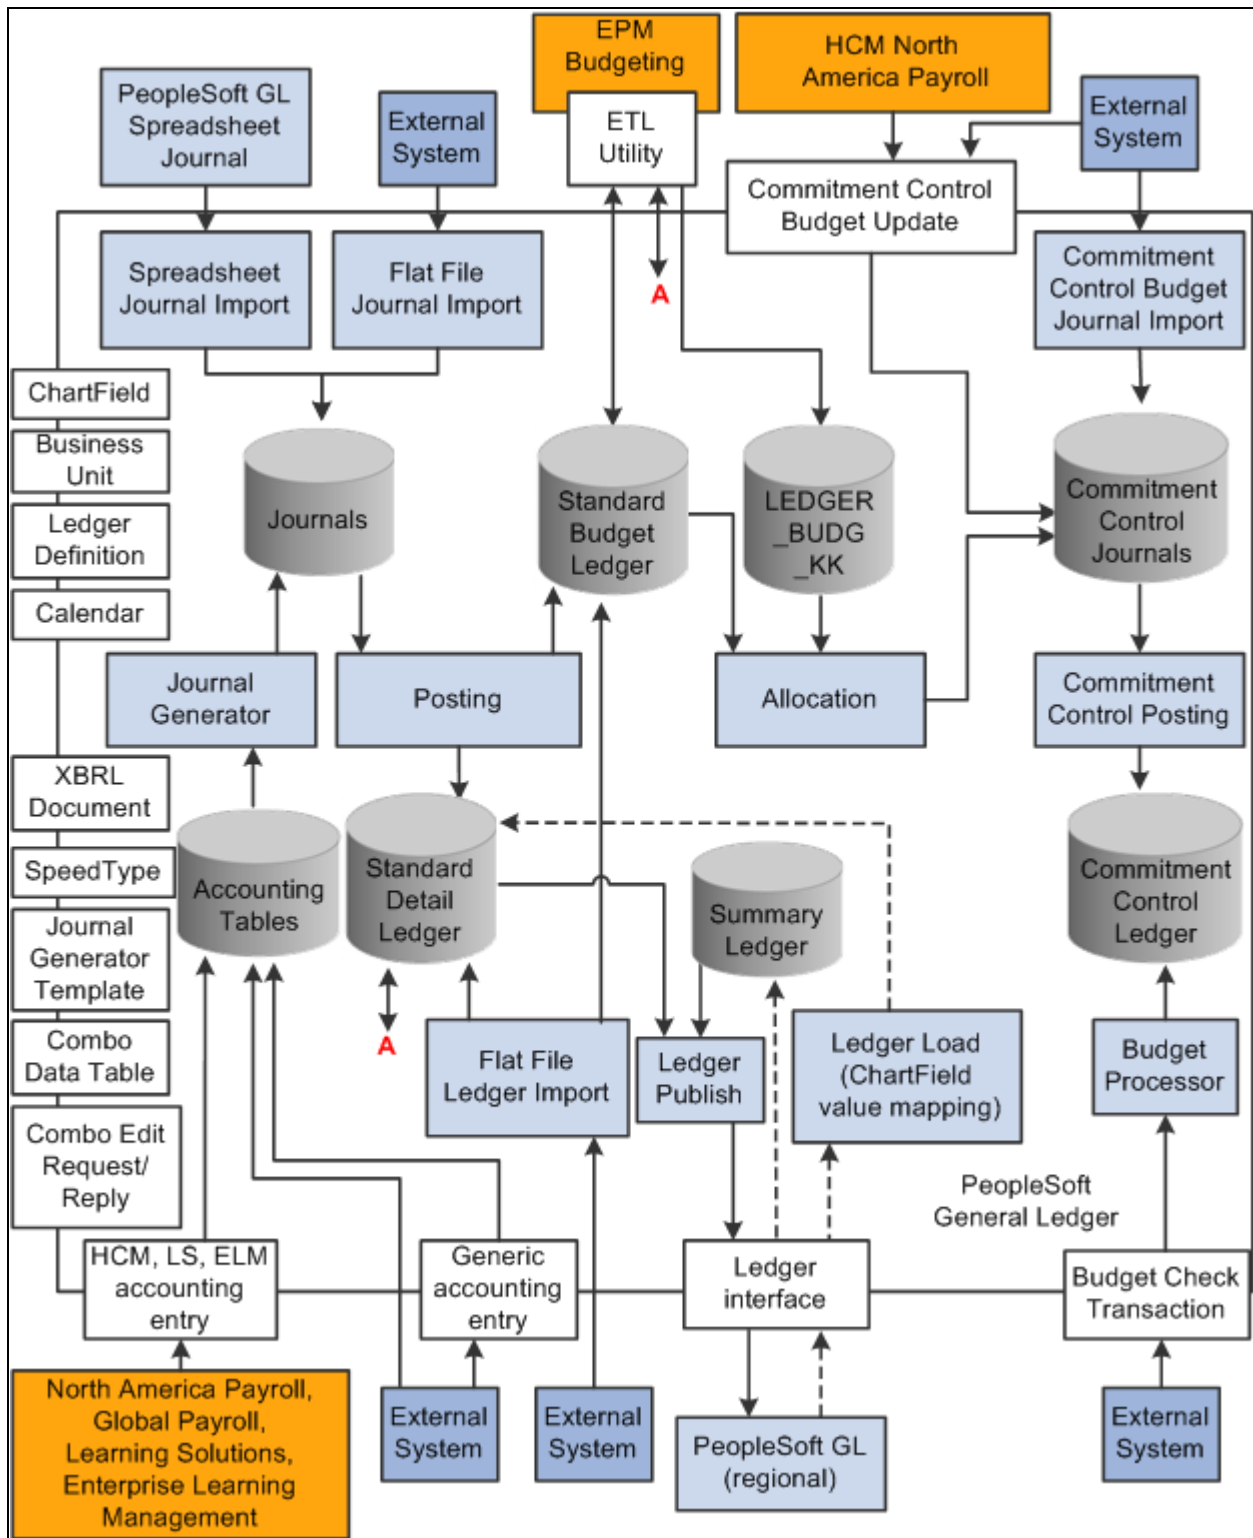 EPM
Budgeting
HCM North
America Payroll
PeopleSoft GL
Spreadsheet
Journal
External
System
ETL
Utility
External
System
Commitment Control
Budget Update
Spreadsheet
Journal Import
Flat File
Journal Import
A
Commitment
Control Budget
Journal Import
ChartField
Business
Unit
Ledger
Definition
Calendar
Journals
Standard
Budget
Ledger
LEDGER
_BUDG
_KK
Commitment
Control
Journals
Journal
Generator
Posting
Allocation
Commitment
Control Posting
XBRL
Document
SpeedType
Journal
Generator
Template
Combo
Data Table
Combo Edit
Request/
Reply
Accounting
Tables
Standard
Detail
Ledger
Summary
Ledger
Commitment
Control
Ledger
A
Flat File
Ledger Import
Ledger
Publish
Ledger Load
(ChartField
value mapping)
Budget
Processor
PeopleSoft
General Ledger
HCM, LS, ELM
accounting
entry
Generic
accounting
entry
Ledger
interface
Budget Check
Transaction
North America Payroll,
Global Payroll,
Learning Solutions,
Enterprise Learning
Management
External
System
External
System
PeopleSoft GL
(regional)
External
System